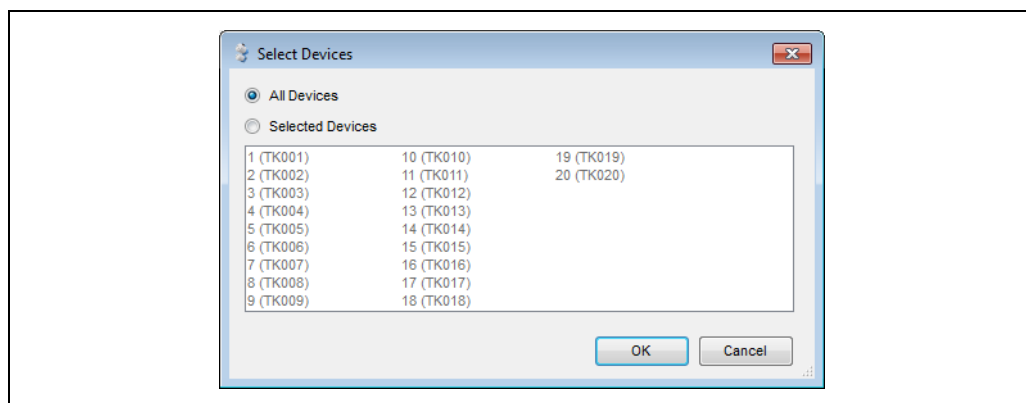 Select Devices
All Devices
Selected Devices
1 (TK001)
2 (TK002)
3 (TK003)
4 (TK004)
5 (TK005)
6 (TK006)
7 (TK007)
8 (TK008)
9 (TK009)
10 (TK010)
11 (TK011)
12 (TK012)
13 (TK013)
14 (TK014)
15 (TK015)
16 (TK016)
17 (TK017)
18 (TK018)
19 (TK019)
20 (TK020)
OK Cancel